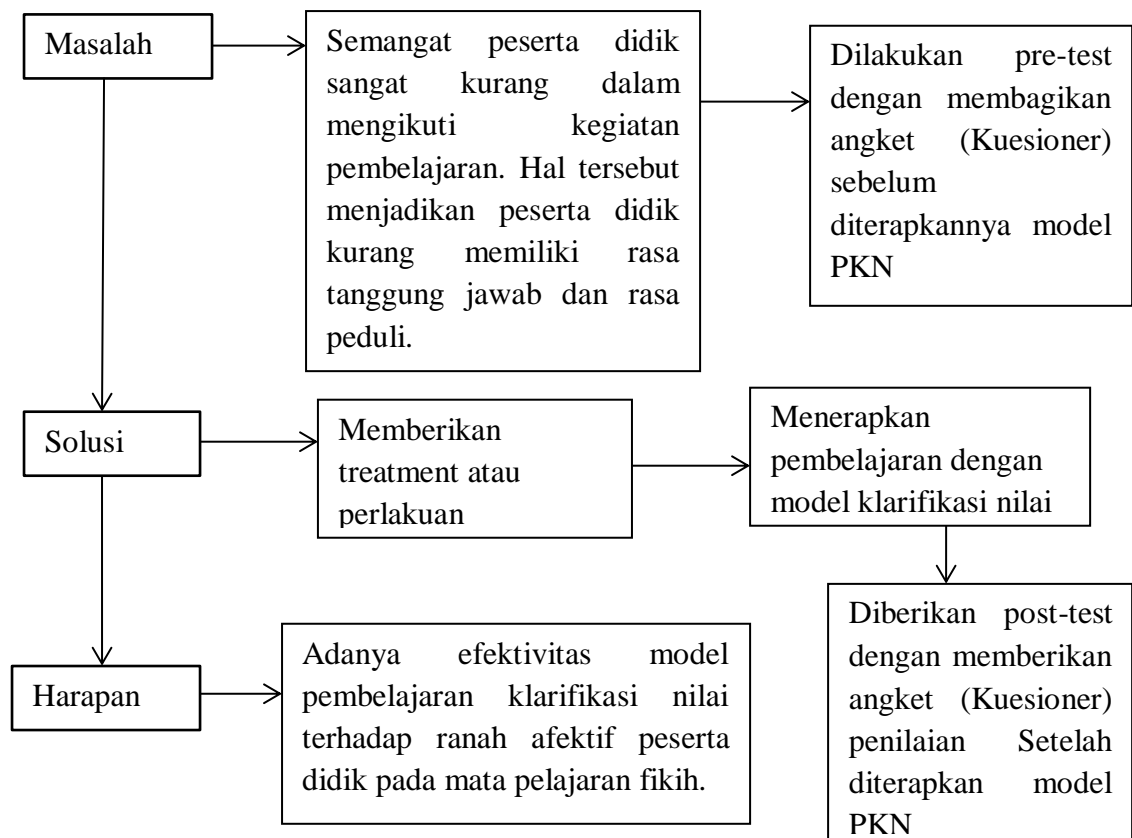 Masalah
Semangat peserta didik
sangat kurang dalam
mengikuti kegiatan
pembelajaran. Hal tersebut
menjadikan peserta didik
kurang memiliki rasa
tanggung jawab dan rasa
peduli.
Dilakukan pre-test
dengan membagikan
angket (Kuesioner)
sebelum
diterapkannya model
PKN
Solusi
Memberikan
treatment atau
perlakuan
Menerapkan
pembelajaran dengan
model klarifikasi nilai
Diberikan post-test
dengan memberikan
angket (Kuesioner)
penilaian Setelah
diterapkan model
PKN
Harapan
Adanya efektivitas model
pembelajaran klarifikasi nilai
terhadap ranah afektif peserta
didik pada mata pelajaran fikih.